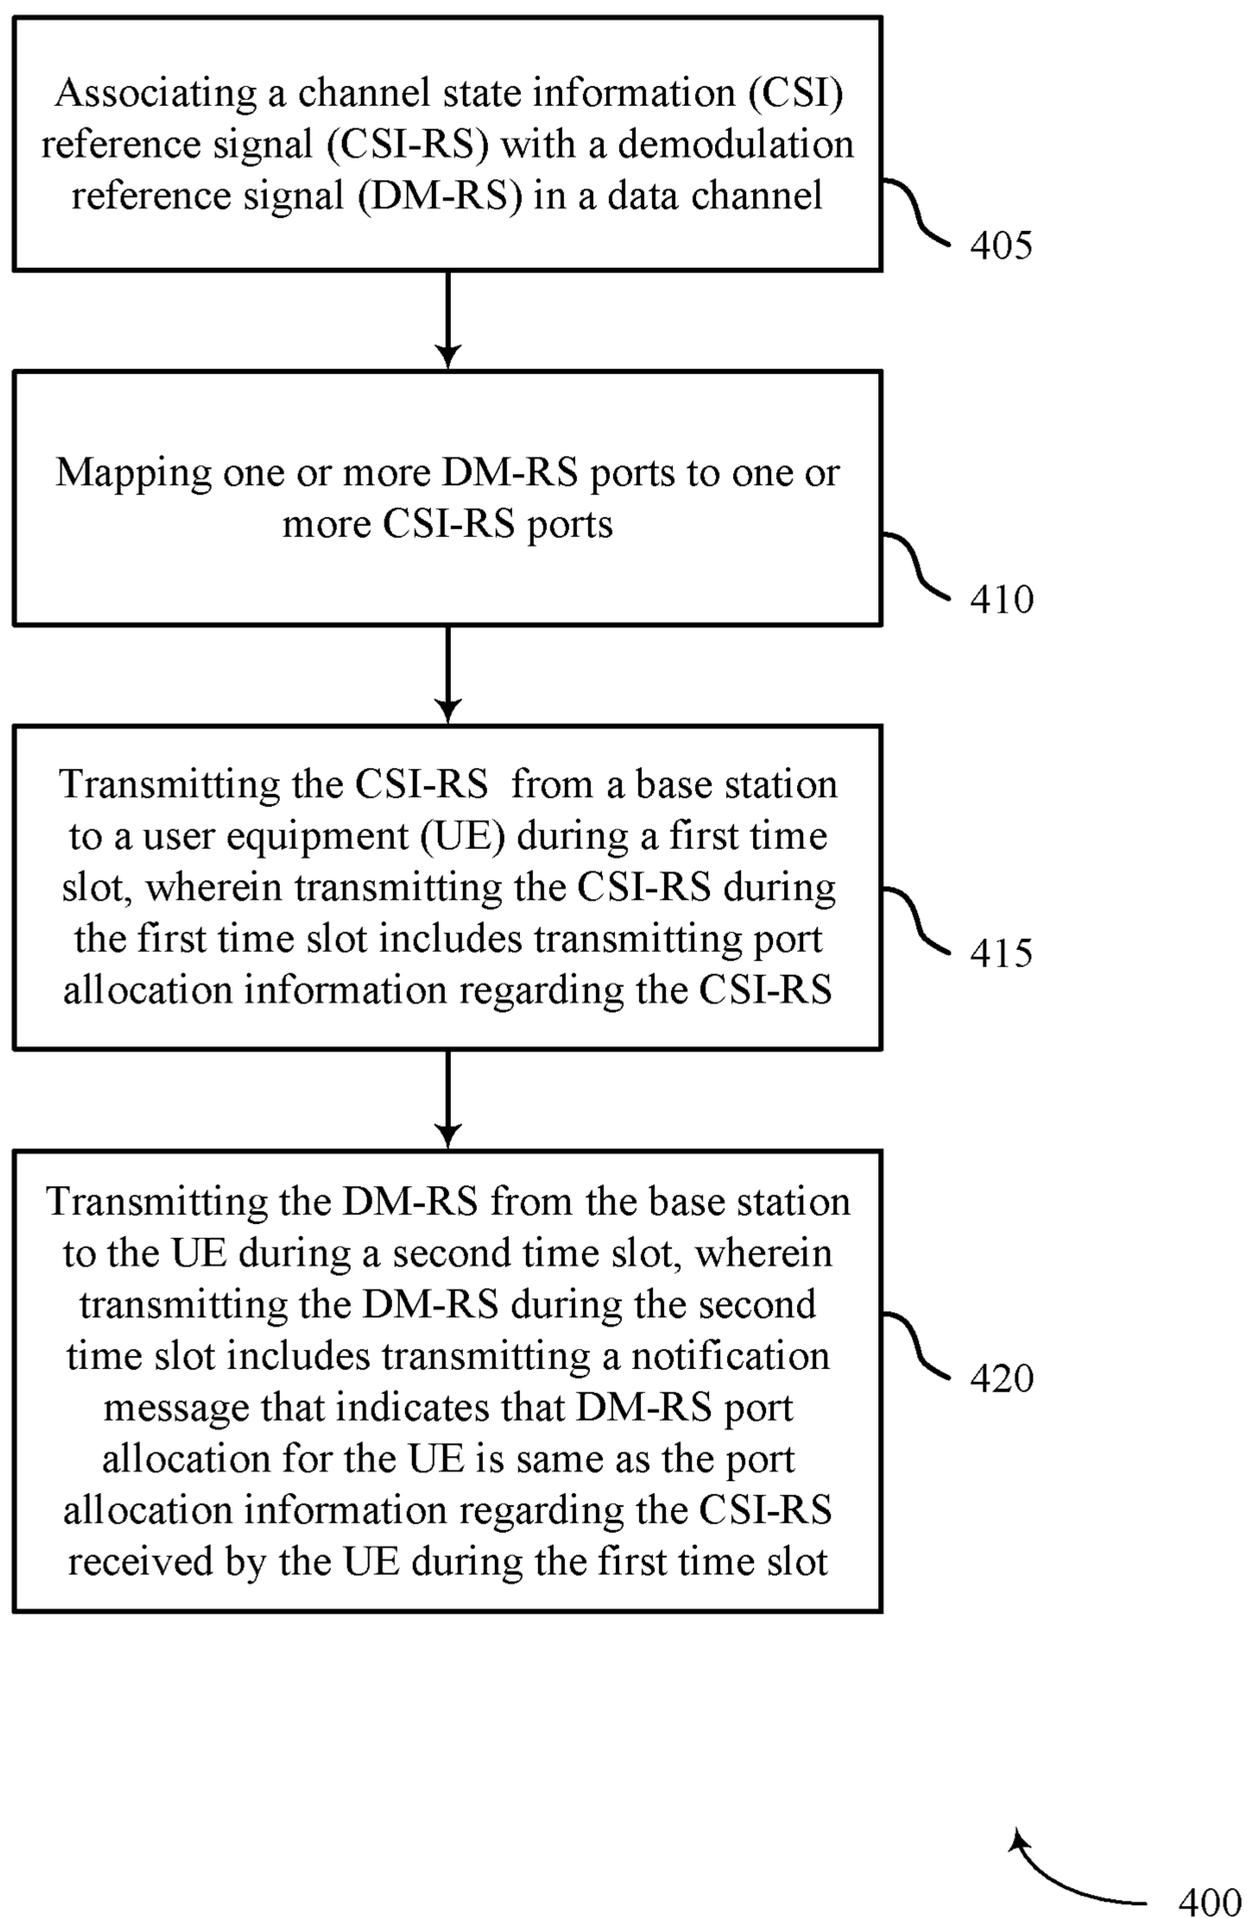 Associating a channel state information (CSI)
reference signal (CSI-RS) with a demodulation
reference signal (DM-RS) in a data channel
405
Mapping one or more DM-RS ports to one or
more CSI-RS ports
410
Transmitting the CSI-RS from a base station
to a user equipment (UE) during a first time
slot, wherein transmitting the CSI-RS during
the first time slot includes transmitting port
allocation information regarding the CSI-RS
415
Transmitting the DM-RS from the base station
to the UE during a second time slot, wherein
transmitting the DM-RS during the second
time slot includes transmitting a notification
message that indicates that DM-RS port
allocation for the UE is same as the port
allocation information regarding the CSI-RS
received by the UE during the first time slot
420
400